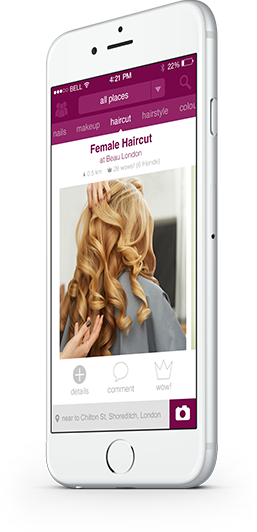 ●●●○○ BELL 4:21 PM 22%
all places
nails makeup haircut hairstyle colou
Female Haircut
at Beau London
0.5 km 26 wows! (6 friends)
details comment wow!
near to Chilton St, Shoreditch, London